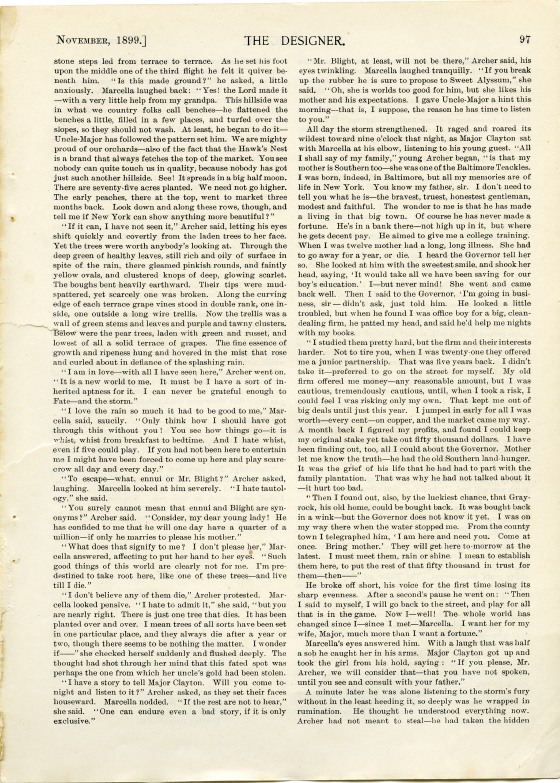 NOVEMBER, 1899.]
THE DESIGNER.
97
stone steps led from terrace to terrace. As he set his foot
upon the middle one of the third flight he felt it quiver be-
neath him. "Is this made ground?" he asked, a little
anxiously. Marcella laughed back: "Yes! the Lord made it
—with a very little help from my grandpa. This hillside was
in what we country folks call benches—he flattened the
benches a little, filled in a few places, and turfed over the
slopes, so they should not wash. At least, he began to do it—
Uncle-Major has followed the pattern set him. We are mighty
proud of our orchards—also of the fact that the Hawk's Nest
is a brand that always fetches the top of the market. You see
nobody can quite touch us in quality, because nobody has got
just such another hillside. See! It spreads in a big half moon.
There are seventy-five acres planted. We need not go higher.
The early peaches, there at the top, went to market three
months back. Look down and along these rows, though, and
tell me if New York can show anything more beautiful?"
"If it can, I have not seen it," Archer said, letting his eyes
shift quickly and covertly from the laden trees to her face.
Yet the trees were worth anybody's looking at. Through the
deep green of healthy leaves, still rich and oily of surface in
spite of the rain, there gleamed pinkish rounds, and faintly
yellow ovals, and clustered knops of deep, glowing scarlet.
The boughs bent heavily earthward. Their tips were mud-
spattered, yet scarcely one was broken. Along the curving
edge of each terrace grape vines stood in double rank, one in-
side, one outside a long wire trellis. Now the trellis was a
wall of green stems and leaves and purple and tawny clusters.
Below were the pear trees, laden with green and russet, and
lowest of all a solid terrace of grapes. The fine essence of
growth and ripeness hung and hovered in the mist that rose
and curled about in defiance of the splashing rain.
"I am in love—with all I have seen here," Archer went on.
"It is a new world to me. It must be I have a sort of in-
herited aptness for it. I can never be grateful enough to
Fate—and the storm."
"I love the rain so much it had to be good to me," Mar-
cella said, saucily. "Only think how I should have got
through this without you! You see how things go—it is
whist, whist from breakfast to bedtime. And I hate whist,
even if five could play. If you had not been here to entertain
me I might have been forced to come up here and play scare-
crow all day and every day."
"To escape—what, ennui or Mr. Blight?" Archer asked,
laughing. Marcella looked at him severely. "I hate tautol-
ogy," she said.
"You surely cannot mean that ennui and Blight are syn-
onyms?" Archer said. "Consider, my dear young lady! He
has confided to me that he will one day have a quarter of a
million—if only he marries to please his mother."
"What does that signify to me? I don't please her," Mar-
cella answered, affecting to put her hand to her eyes. "Such
good things of this world are clearly not for me. I'm pre-
destined to take root here, like one of these trees—and live
till I die."
"I don't believe any of them die," Archer protested. Mar-
cella looked pensive. "I hate to admit it," she said, "but you
are nearly right. There is just one tree that dies. It has been
planted over and over. I mean trees of all sorts have been set
in one particular place, and they always die after a year or
two, though there seems to be nothing the matter. I wonder
if——" she checked herself suddenly and flushed deeply. The
thought had shot through her mind that this fated spot was
perhaps the one from which her uncle's gold had been stolen.
"I have a story to tell Major Clayton. Will you come to-
night and listen to it?" Archer asked, as they set their faces
houseward. Marcella nodded. "If the rest are not to hear,"
she said. "One can endure even a bad story, if it is only
exclusive."
"Mr. Blight, at least, will not be there," Archer said, his
eyes twinkling. Marcella laughed tranquilly. "If you break
up the rubber he is sure to propose to Sweet Alyssum," she
said. "Oh, she is worlds too good for him, but she likes his
mother and his expectations. I gave Uncle-Major a hint this
morning—that is, I suppose, the reason he has time to listen
to you."
All day the storm strengthened. It raged and roared its
wildest toward nine o'clock that night, as Major Clayton sat
with Marcella at his elbow, listening to his young guest. "All
I shall say of my family," young Archer began, "is that my
mother is Southern too—she was one of the Baltimore Teackles.
I was born, indeed, in Baltimore, but all my memories are of
life in New York. You know my father, sir. I don't need to
tell you what he is—the bravest, truest, honestest gentleman,
modest and faithful. The wonder to me is that he has made
a living in that big town. Of course he has never made a
fortune. He's in a bank there—not high up in it, but where
he gets decent pay. He aimed to give me a college training.
When I was twelve mother had a long, long illness. She had
to go away for a year, or die. I heard the Governor tell her
so. She looked at him with the sweetest smile, and shook her
head, saying, 'It would take all we have been saving for our
boy's education.' I—but never mind! She went and came
back well. Then I said to the Governor, 'I'm going in busi-
ness, sir—didn't ask, just told him. He looked a little
troubled, but when he found I was office boy for a big, clean-
dealing firm, he patted my head, and said he'd help me nights
with my books.
"I studied them pretty hard, but the firm and their interests
harder. Not to tire you, when I was twenty-one they offered
me a junior partnership. That was five years back. I didn't
take it—preferred to go on the street for myself. My old
firm offered me money—any reasonable amount, but I was
cautious, tremendously cautious, until, when I took a risk, I
could feel I was risking only my own. That kept me out of
big deals until just this year. I jumped in early for all I was
worth—every cent—on copper, and the market came my way.
A month back I figured my profits, and found I could keep
my original stake yet take out fifty thousand dollars. I have
been finding out, too, all I could about the Governor. Mother
let me know the truth—he had the old Southern land-hunger.
It was the grief of his life that he had had to part with the
family plantation. That was why he had not talked about it
—it hurt too bad.
"Then I found out, also, by the luckiest chance, that Gray-
rock, his old home, could be bought back. It was bought back
in a wink—but the Governor does not know it yet. I was on
my way there when the water stopped me. From the county
town I telegraphed him, 'I am here and need you. Come at
once. Bring mother.' They will get here to-morrow at the
latest. I must meet them, rain or shine. I mean to establish
them here, to put the rest of that fifty thousand in trust for
them—then——"
He broke off short, his voice for the first time losing its
sharp evenness. After a second's pause he went on: "Then
I said to myself, I will go back to the street, and play for all
that is in the game. Now I—well! The whole world has
changed since I—since I met—Marcella. I want her for my
wife, Major, much more than I want a fortune."
Marcella's eyes answered him. With a laugh that was half
a sob he caught her in his arms. Major Clayton got up and
took the girl from his hold, saying: "If you please, Mr.
Archer, we will consider that—that you have not spoken,
until you see and consult with your father."
A minute later he was alone listening to the storm's fury
without in the least heeding it, so deeply was he wrapped in
rumination. He thought he understood everything now.
Archer had not meant to steal—he had taken the hidden